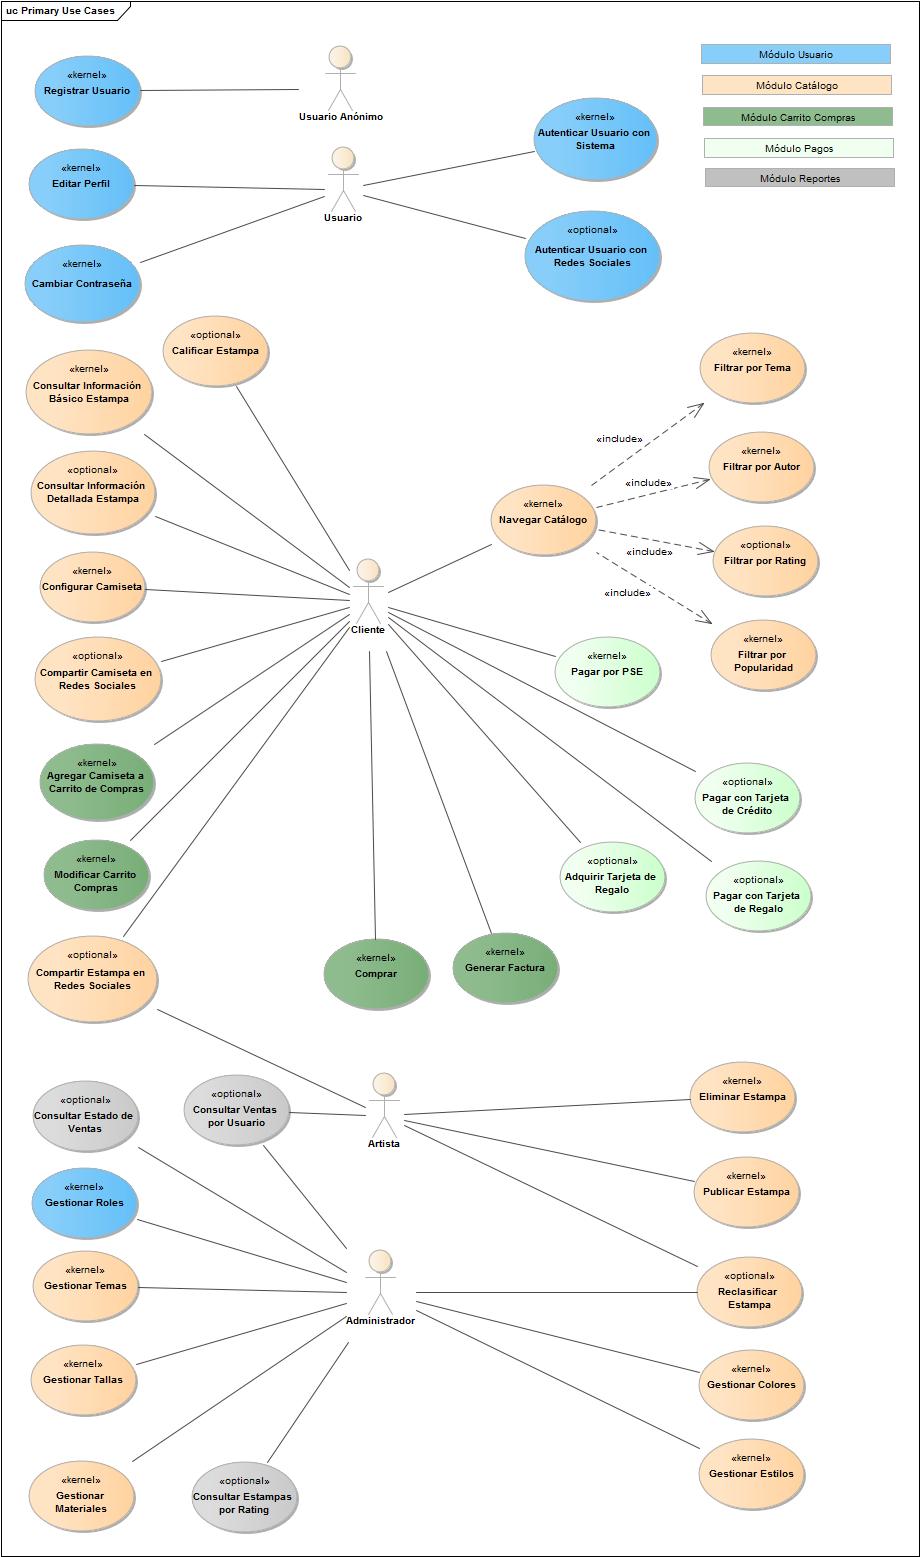 uc Primary Use Cases
«kernel»
Registrar Usuario
Usuario Anónimo
Módulo Usuario
Módulo Catálogo
Módulo Carrito Compras
Módulo Pagos
Módulo Reportes
«kernel»
Autenticar Usuario con
Sistema
«kernel»
Editar Perfil
Usuario
«optional»
Autenticar Usuario con
Redes Sociales
«kernel»
Cambiar Contraseña
«optional»
Calificar Estampa
«kernel»
Consultar Información
Básico Estampa
«kernel»
Filtrar por Tema
«include»
«kernel»
Filtrar por Autor
«optional»
Consultar Información
Detallada Estampa
«include»
«kernel»
Navegar Catálogo
«optional»
Filtrar por Rating
«include»
«kernel»
Configurar Camiseta
«include»
Cliente
«kernel»
Filtrar por
Popularidad
«optional»
Compartir Camiseta en
Redes Sociales
«kernel»
Pagar por PSE
«kernel»
Agregar Camiseta a
Carrito de Compras
«optional»
Pagar con Tarjeta
de Crédito
«kernel»
Modificar Carrito
Compras
«optional»
Adquirir Tarjeta de
Regalo
«optional»
Pagar con Tarjeta
de Regalo
«optional»
Compartir Estampa en
Redes Sociales
«kernel»
Comprar
«kernel»
Generar Factura
«optional»
Consultar Estado de
Ventas
«optional»
Consultar Ventas
por Usuario
Artista
«kernel»
Eliminar Estampa
«kernel»
Gestionar Roles
«kernel»
Publicar Estampa
«kernel»
Gestionar Temas
Administrador
«optional»
Reclasificar
Estampa
«kernel»
Gestionar Tallas
«kernel»
Gestionar Colores
«kernel»
Gestionar
Materiales
«optional»
Consultar Estampas
por Rating
«kernel»
Gestionar Estilos